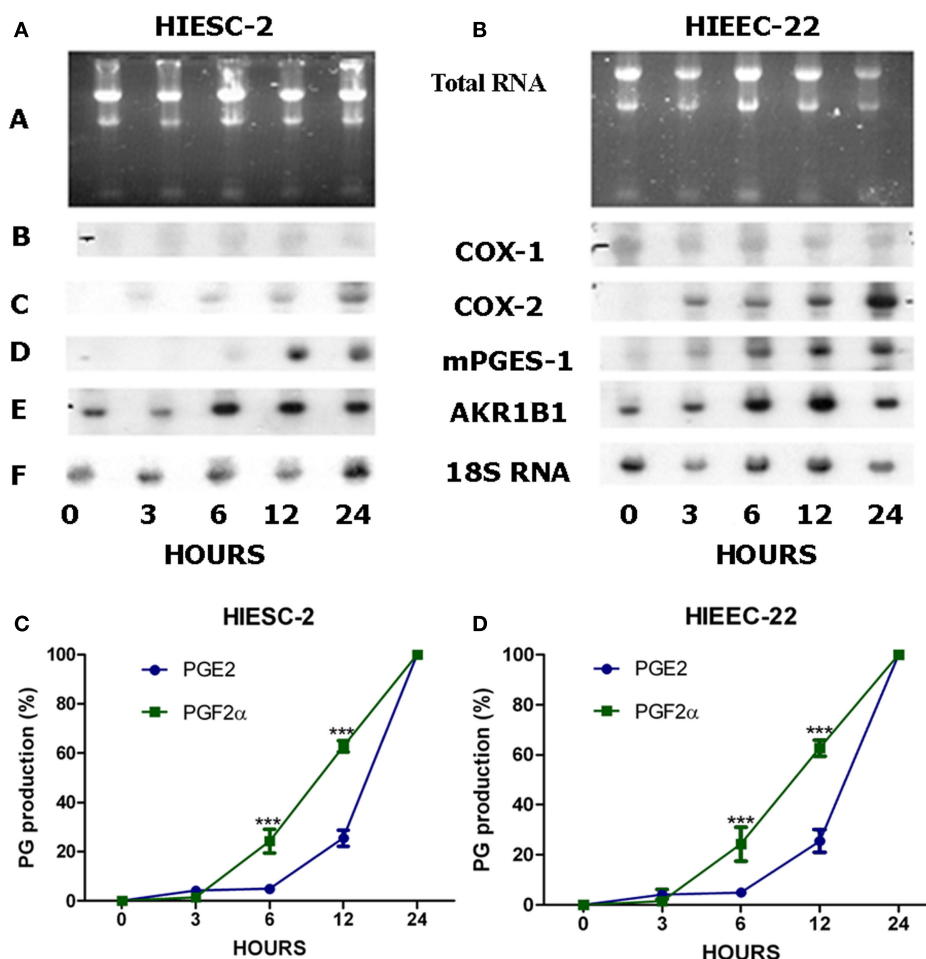 A HIESC-2
B HIEEC-22
Total RNA
A
B COX-1
C COX-2
D mPGES-1
E AKR1B1
F 18S RNA
0 3 6 12 24
HOURS
0 3 6 12 24
HOURS
C HIESC-2
PG production (%)
100
80
60
40
20
0
PGE2
PGF2α
***
***
0 3 6 12 24
HOURS
D HIEEC-22
PG production (%)
100
80
60
40
20
0
PGE2
PGF2α
***
***
0 3 6 12 24
HOURS